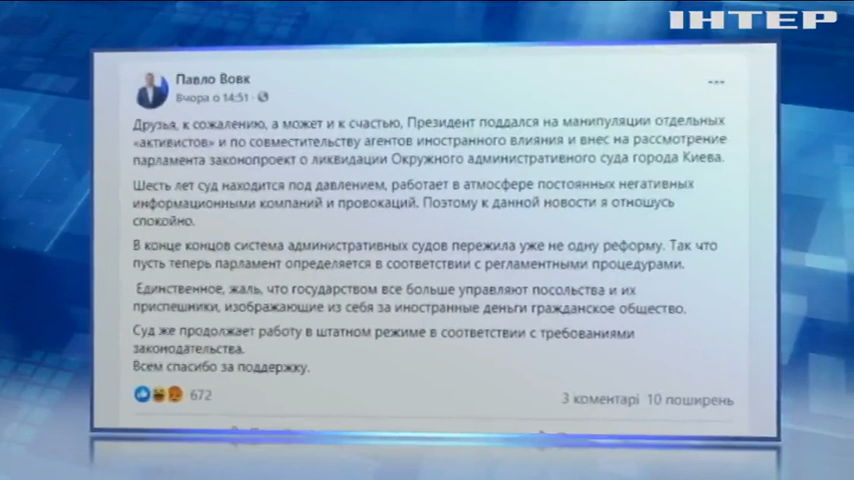 ІНТЕР
Павло Вовк
Вчора о 14:51 ·
Друзья, к сожалению, а может и к счастью, Президент поддался на манипуляции отдельных
«активистов» и по совместительству агентов иностранного влияния и внес на рассмотрение
парламента законопроект о ликвидации Окружного административного суда города Киева.
Шесть лет суд находится под давлением, работает в атмосфере постоянных негативных
информационными компаний и провокаций. Поэтому к данной новости я отношусь
спокойно.
В конце концов система административных судов пережила уже не одну реформу. Так что
пусть теперь парламент определяется в соответствии с регламентными процедурами.
Единственное, жаль, что государством все больше управляют посольства и их
приспешники, изображающие из себя за иностранные деньги гражданское общество.
Суд же продолжает работу в штатном режиме в соответствии с требованиями
законодательства.
Всем спасибо за поддержку.
672
3 коментарі 10 поширень